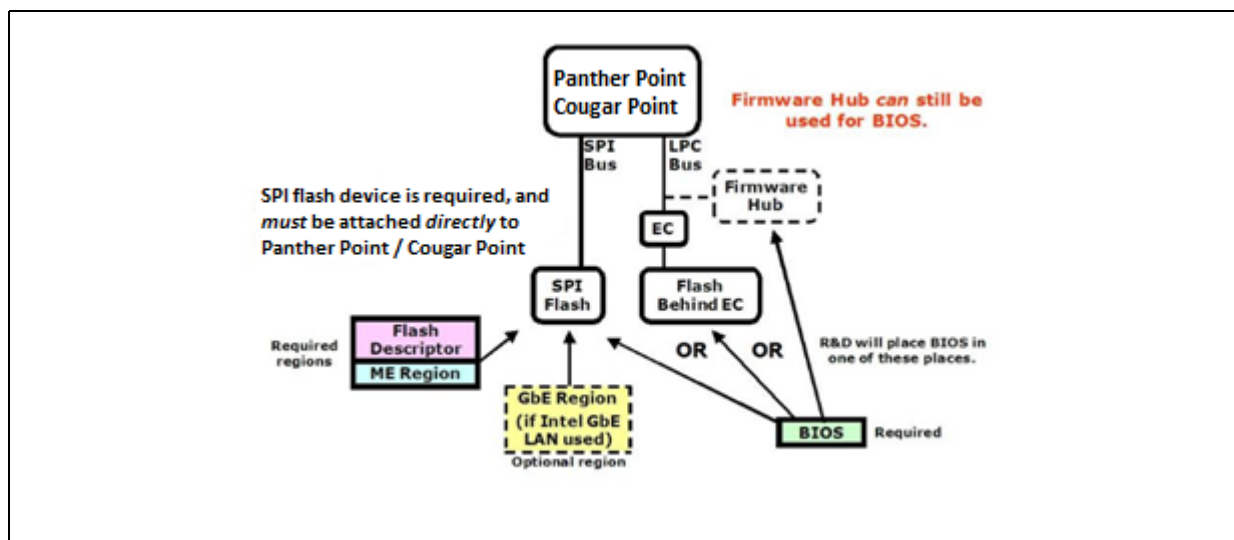 Panther Point
Cougar Point
Firmware Hub can still be
used for BIOS.
SPI
Bus
LPC
Bus
SPI flash device is required, and
must be attached directly to
Panther Point / Cougar Point
Firmware
Hub
EC
SPI
Flash
Flash
Behind EC
Required
regions
Flash
Descriptor
ME Region
OR
OR
R&D will place BIOS in
one of these places.
GbE Region
(if Intel GbE
LAN used)
Optional region
BIOS
Required